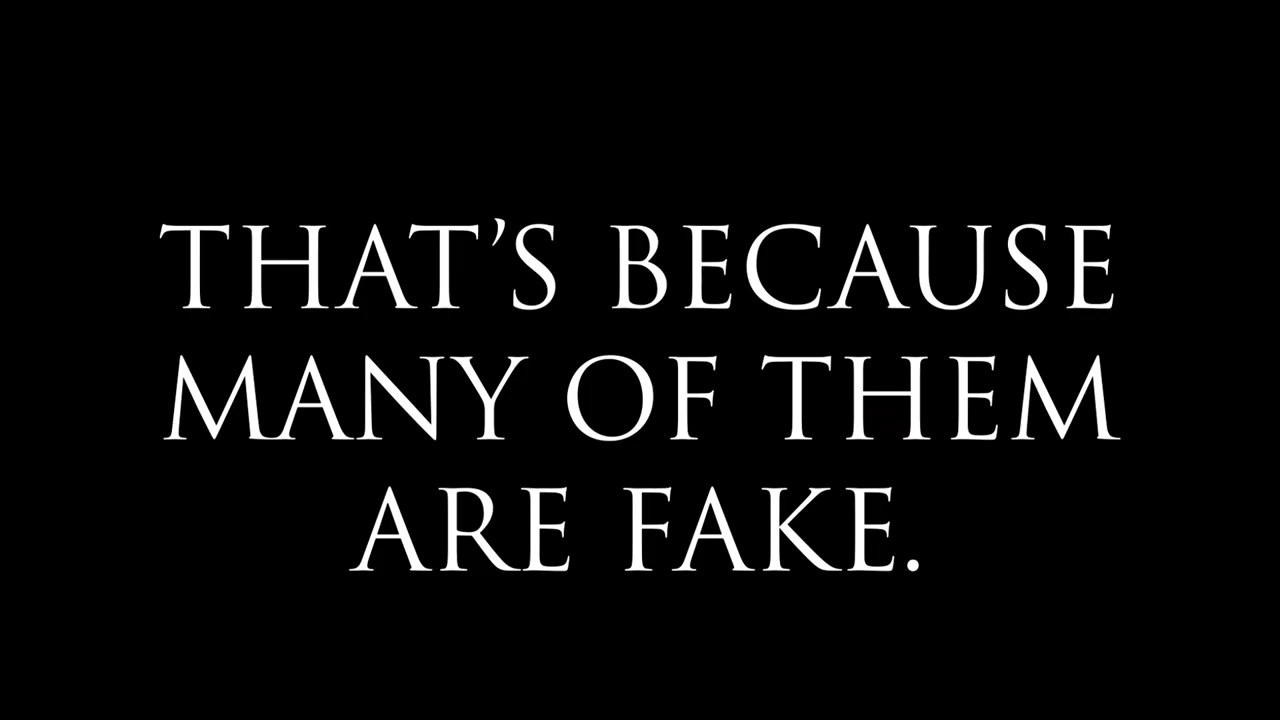 THAT’S BECAUSE
MANY OF THEM
ARE FAKE.